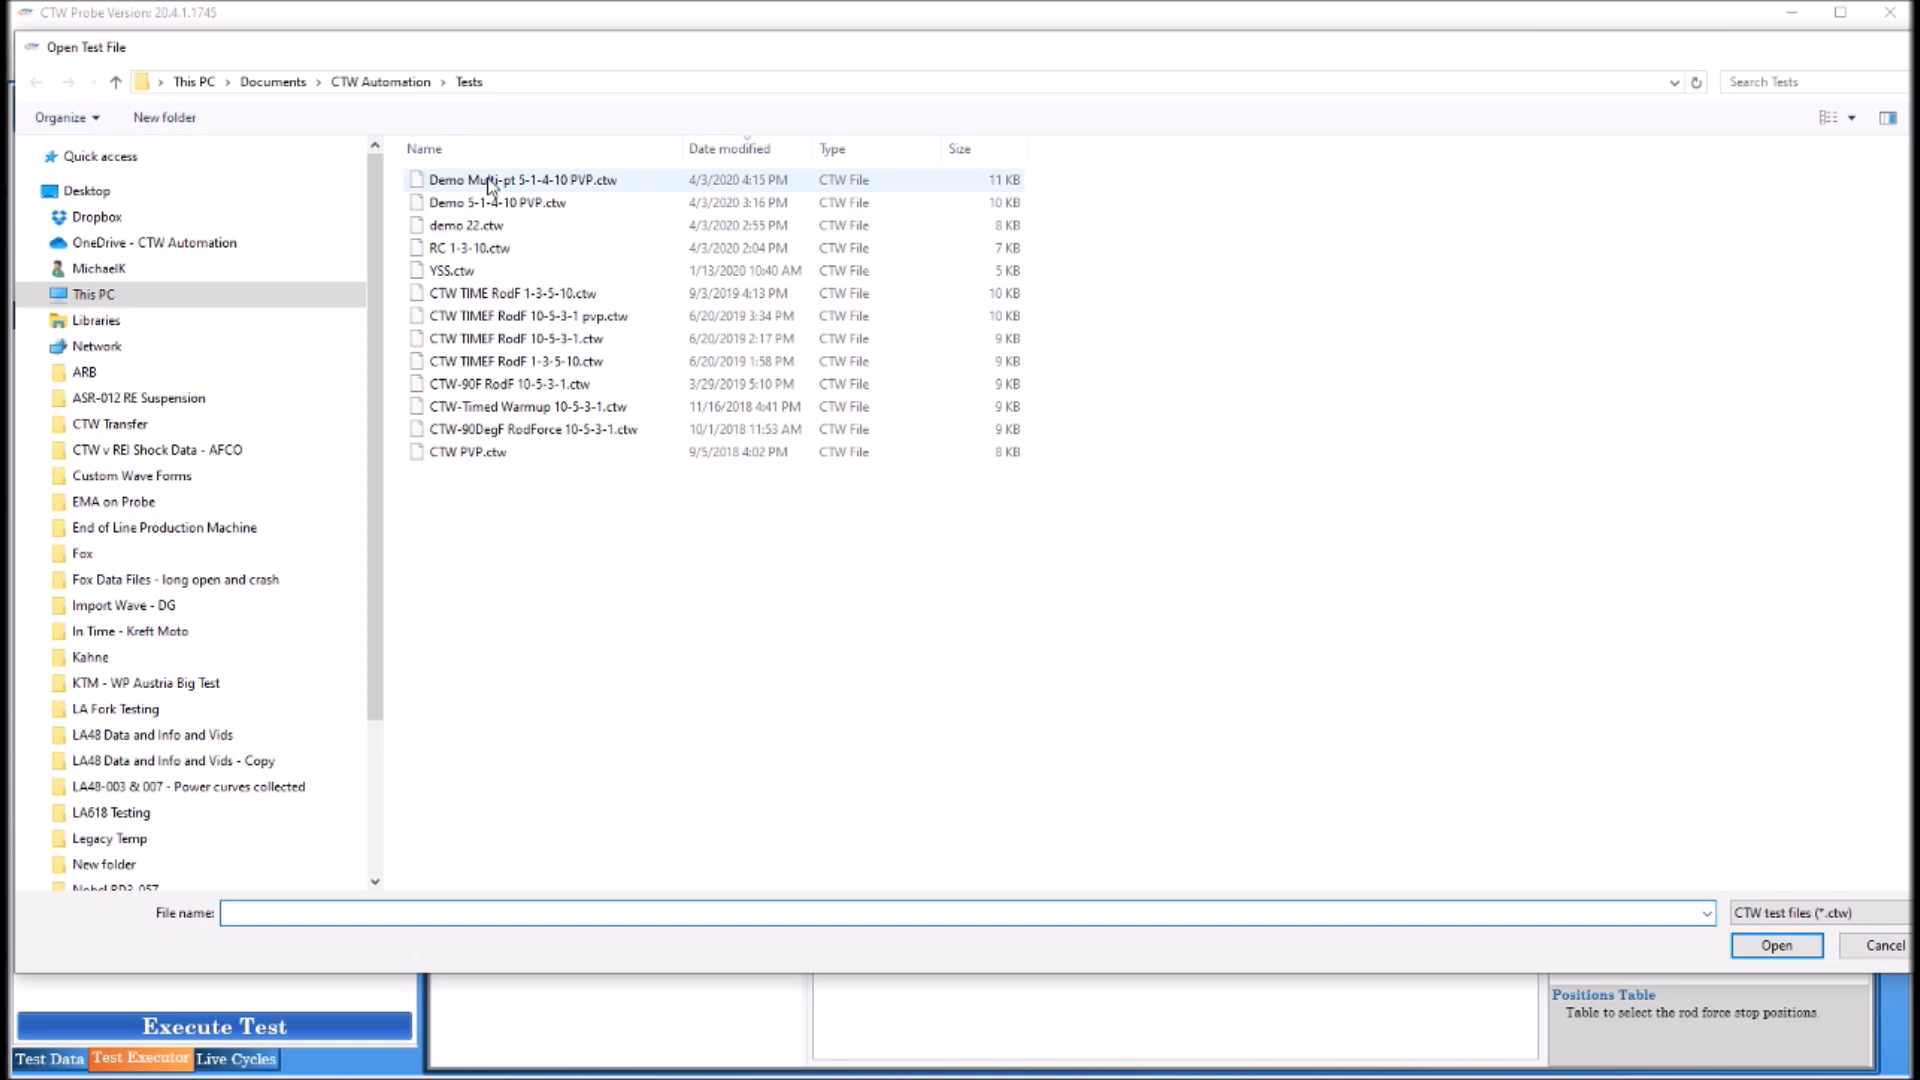 CTW Probe Version: 20.4.1.1745
Open Test File
This PC > Documents > CTW Automation > Tests
Search Tests
Organize
New folder
Name Date modified Type Size
Demo Multi-pt 5-1-4-10 PVP.ctw 4/3/2020 4:15 PM CTW File 11 KB
Demo 5-1-4-10 PVP.ctw 4/3/2020 3:16 PM CTW File 10 KB
demo 22.ctw 4/3/2020 2:55 PM CTW File 8 KB
RC 1-3-10.ctw 4/3/2020 2:04 PM CTW File 7 KB
YSS.ctw 1/13/2020 10:40 AM CTW File 5 KB
CTW TIME RodF 1-3-5-10.ctw 9/3/2019 4:13 PM CTW File 10 KB
CTW TIMEF RodF 10-5-3-1 pvp.ctw 6/20/2019 3:34 PM CTW File 10 KB
CTW TIMEF RodF 10-5-3-1.ctw 6/20/2019 2:17 PM CTW File 9 KB
CTW TIMEF RodF 1-3-5-10.ctw 6/20/2019 1:58 PM CTW File 9 KB
CTW-90F RodF 10-5-3-1.ctw 3/29/2019 5:10 PM CTW File 9 KB
CTW-Timed Warmup 10-5-3-1.ctw 11/16/2018 4:41 PM CTW File 9 KB
CTW-90DegF RodForce 10-5-3-1.ctw 10/1/2018 11:53 AM CTW File 9 KB
CTW PVP.ctw 9/5/2018 4:02 PM CTW File 8 KB
Quick access
Desktop
Dropbox
OneDrive - CTW Automation
MichaelK
This PC
Libraries
Network
ARB
ASR-012 RE Suspension
CTW Transfer
CTW v REI Shock Data - AFCO
Custom Wave Forms
EMA on Probe
End of Line Production Machine
Fox
Fox Data Files - long open and crash
Import Wave - DG
In Time - Kreft Moto
Kahne
KTM - WP Austria Big Test
LA Fork Testing
LA48 Data and Info and Vids
LA48 Data and Info and Vids - Copy
LA48-003 & 007 - Power curves collected
LA618 Testing
Legacy Temp
New folder
File name:
CTW test files (*.ctw)
Open
Cancel
Execute Test
Test Data Test Executor Live Cycles
Positions Table
Table to select the rod force stop positions.